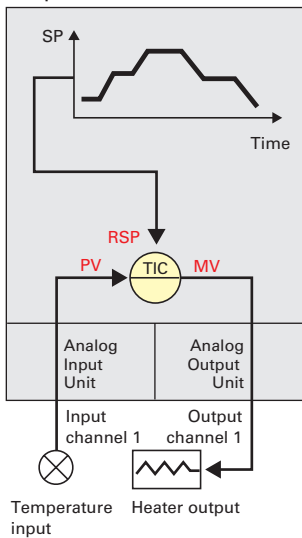 SP
Time
RSP
PV
TIC
MV
Analog
Input
Unit
Analog
Output
Unit
Input
channel 1
Output
channel 1
Temperature
input
Heater output